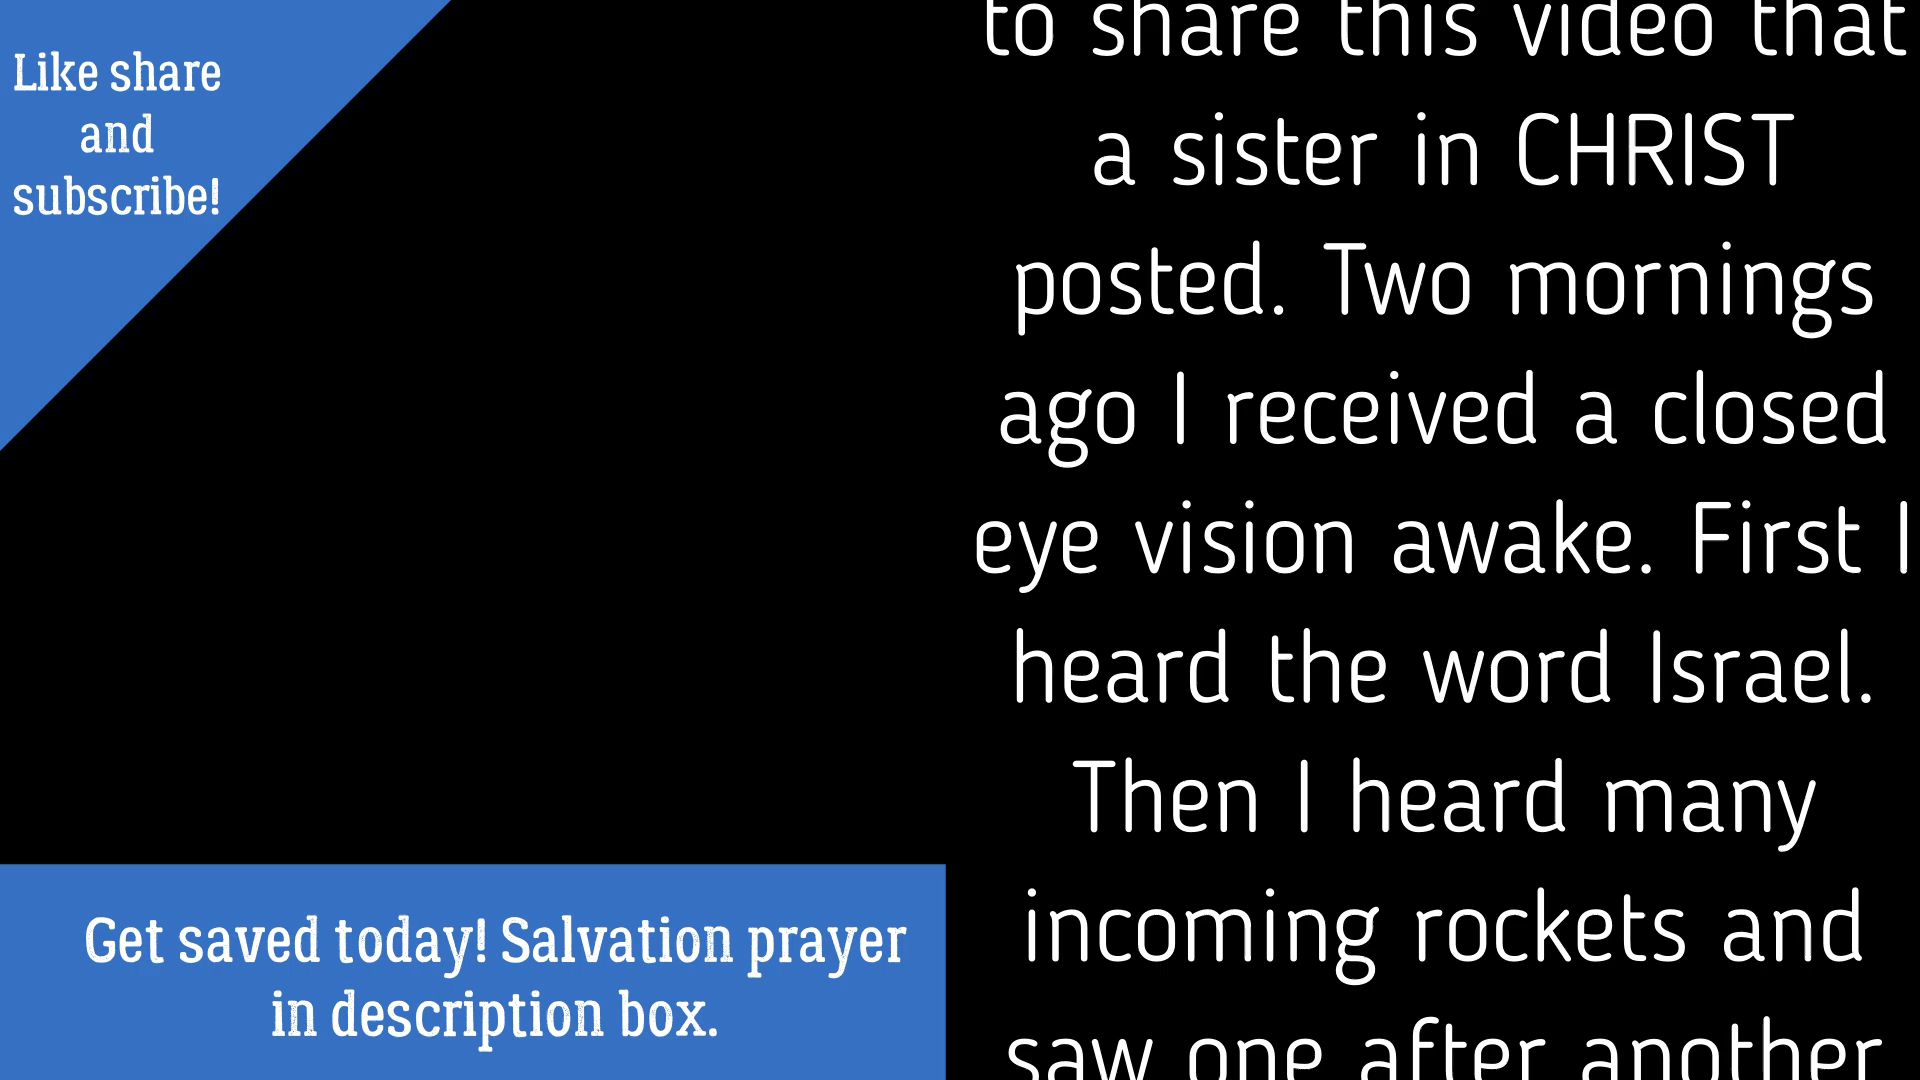 Like share
and
subscribe!
to share this video that
a sister in CHRIST
posted. Two mornings
ago I received a closed
eye vision awake. First I
heard the word Israel.
Then I heard many
incoming rockets and
saw one after another
Get saved today! Salvation prayer
in description box.